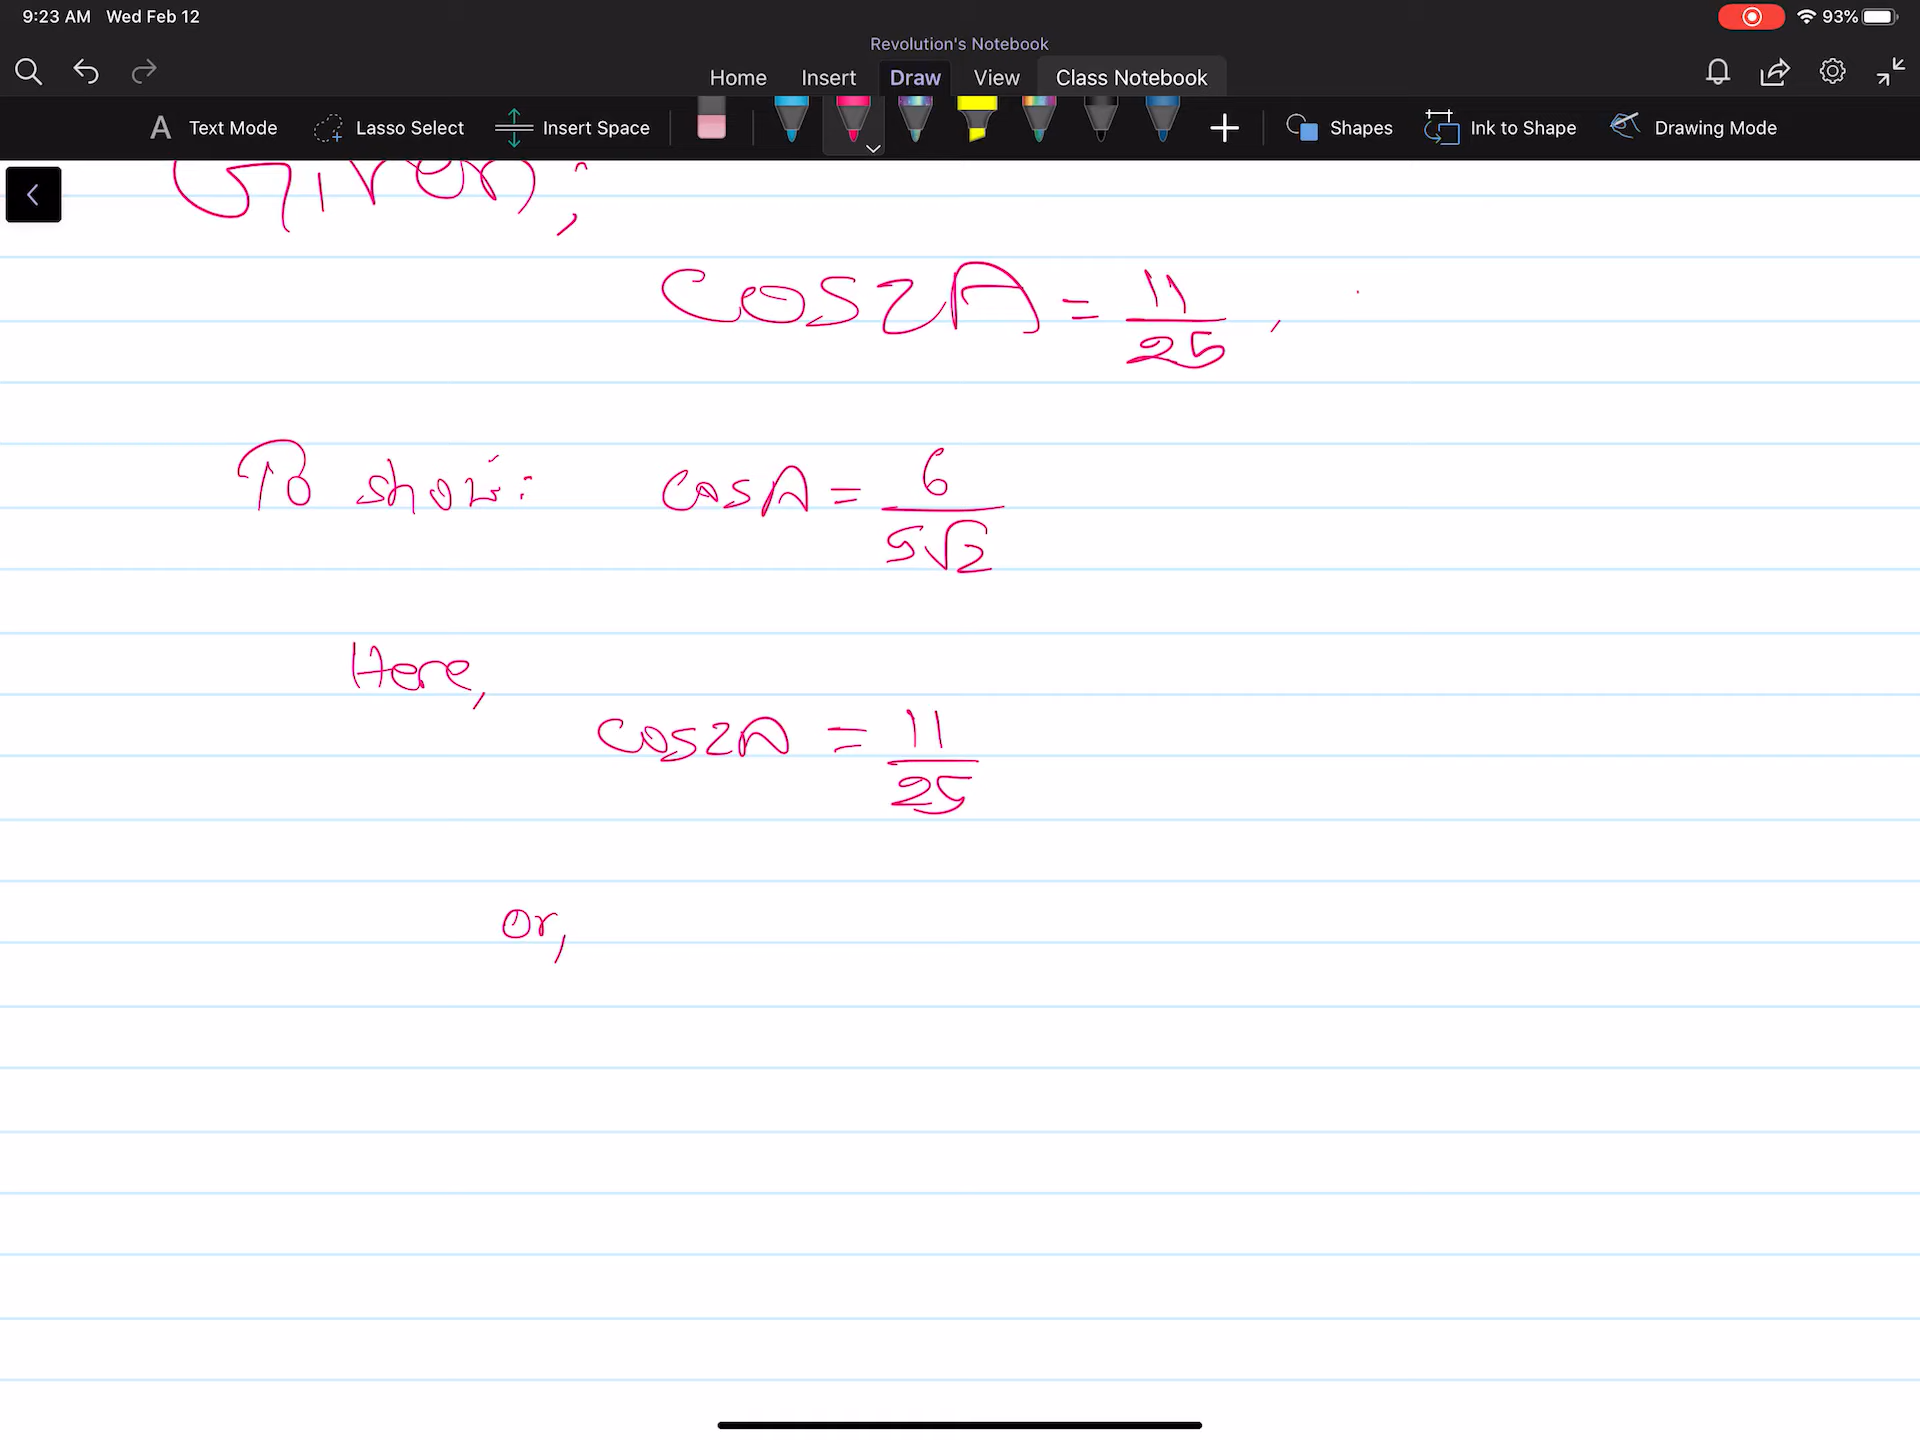 9:23 AM Wed Feb 12
93%
Revolution's Notebook
Home Insert Draw View Class Notebook
Text Mode Lasso Select Insert Space Shapes Ink to Shape Drawing Mode
Given,
cos2A = 11/25,
To show: cosA = 6/5√2
Here,
cos2A = 11/25
or,